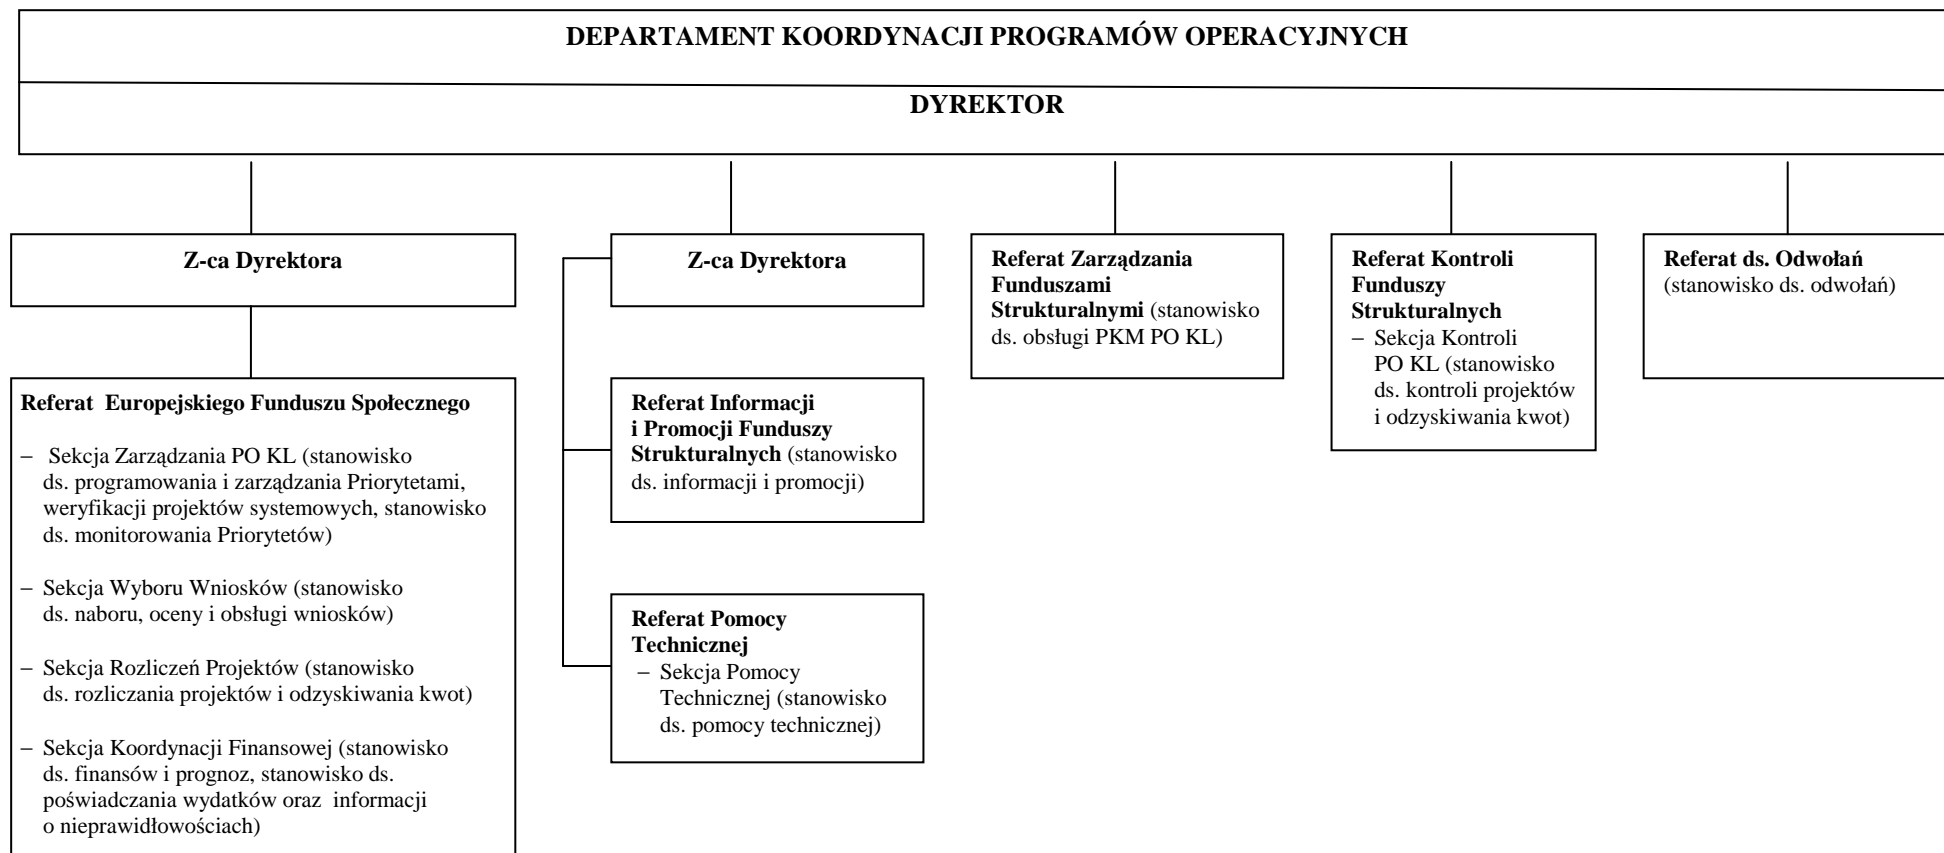 DEPARTAMENT KOORDYNACJI PROGRAMÓW OPERACYJNYCH
DYREKTOR
Z-ca Dyrektora
Referat Europejskiego Funduszu Społecznego
– Sekcja Zarządzania PO KL (stanowisko
ds. programowania i zarządzania Priorytetami,
weryfikacji projektów systemowych, stanowisko
ds. monitorowania Priorytetów)
– Sekcja Wyboru Wniosków (stanowisko
ds. naboru, oceny i obsługi wniosków)
– Sekcja Rozliczeń Projektów (stanowisko
ds. rozliczania projektów i odzyskiwania kwot)
– Sekcja Koordynacji Finansowej (stanowisko
ds. finansów i prognoz, stanowisko ds.
poświadczania wydatków oraz informacji
o nieprawidłowościach)
Z-ca Dyrektora
Referat Informacji
i Promocji Funduszy
Strukturalnych (stanowisko
ds. informacji i promocji)
Referat Pomocy
Technicznej
– Sekcja Pomocy
Technicznej (stanowisko
ds. pomocy technicznej)
Referat Zarządzania
Funduszami
Strukturalnymi (stanowisko
ds. obsługi PKM PO KL)
Referat Kontroli
Funduszy
Strukturalnych
– Sekcja Kontroli
PO KL (stanowisko
ds. kontroli projektów
i odzyskiwania kwot)
Referat ds. Odwołań
(stanowisko ds. odwołań)